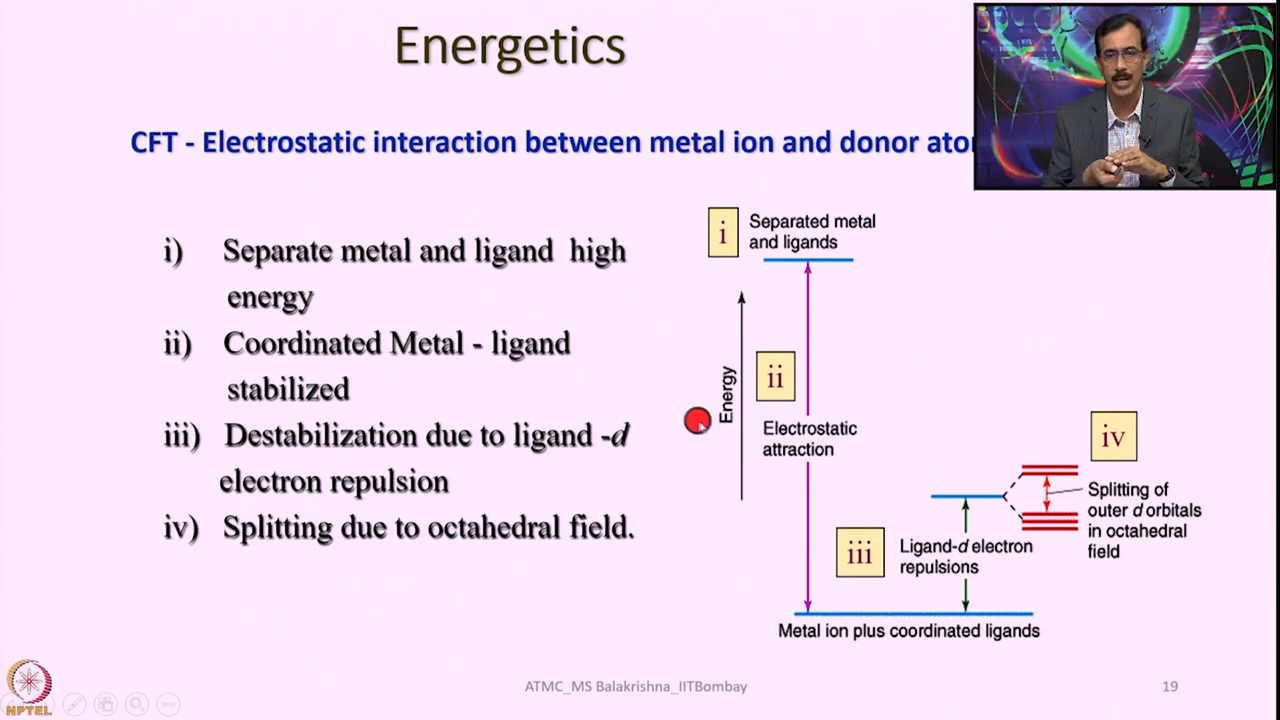 Energetics
CFT - Electrostatic interaction between metal ion and donor
i) Separate metal and ligand high
energy
ii) Coordinated Metal - ligand
stabilized
iii) Destabilization due to ligand -d
electron repulsion
iv) Splitting due to octahedral field.
i
Separated metal
and ligands
Energy
ii
Electrostatic
attraction
iii
Ligand-d electron
repulsions
iv
Splitting of
outer d orbitals
in octahedral
field
Metal ion plus coordinated ligands
NPTEL
ATMC_MS Balakrishna_IITBombay
19